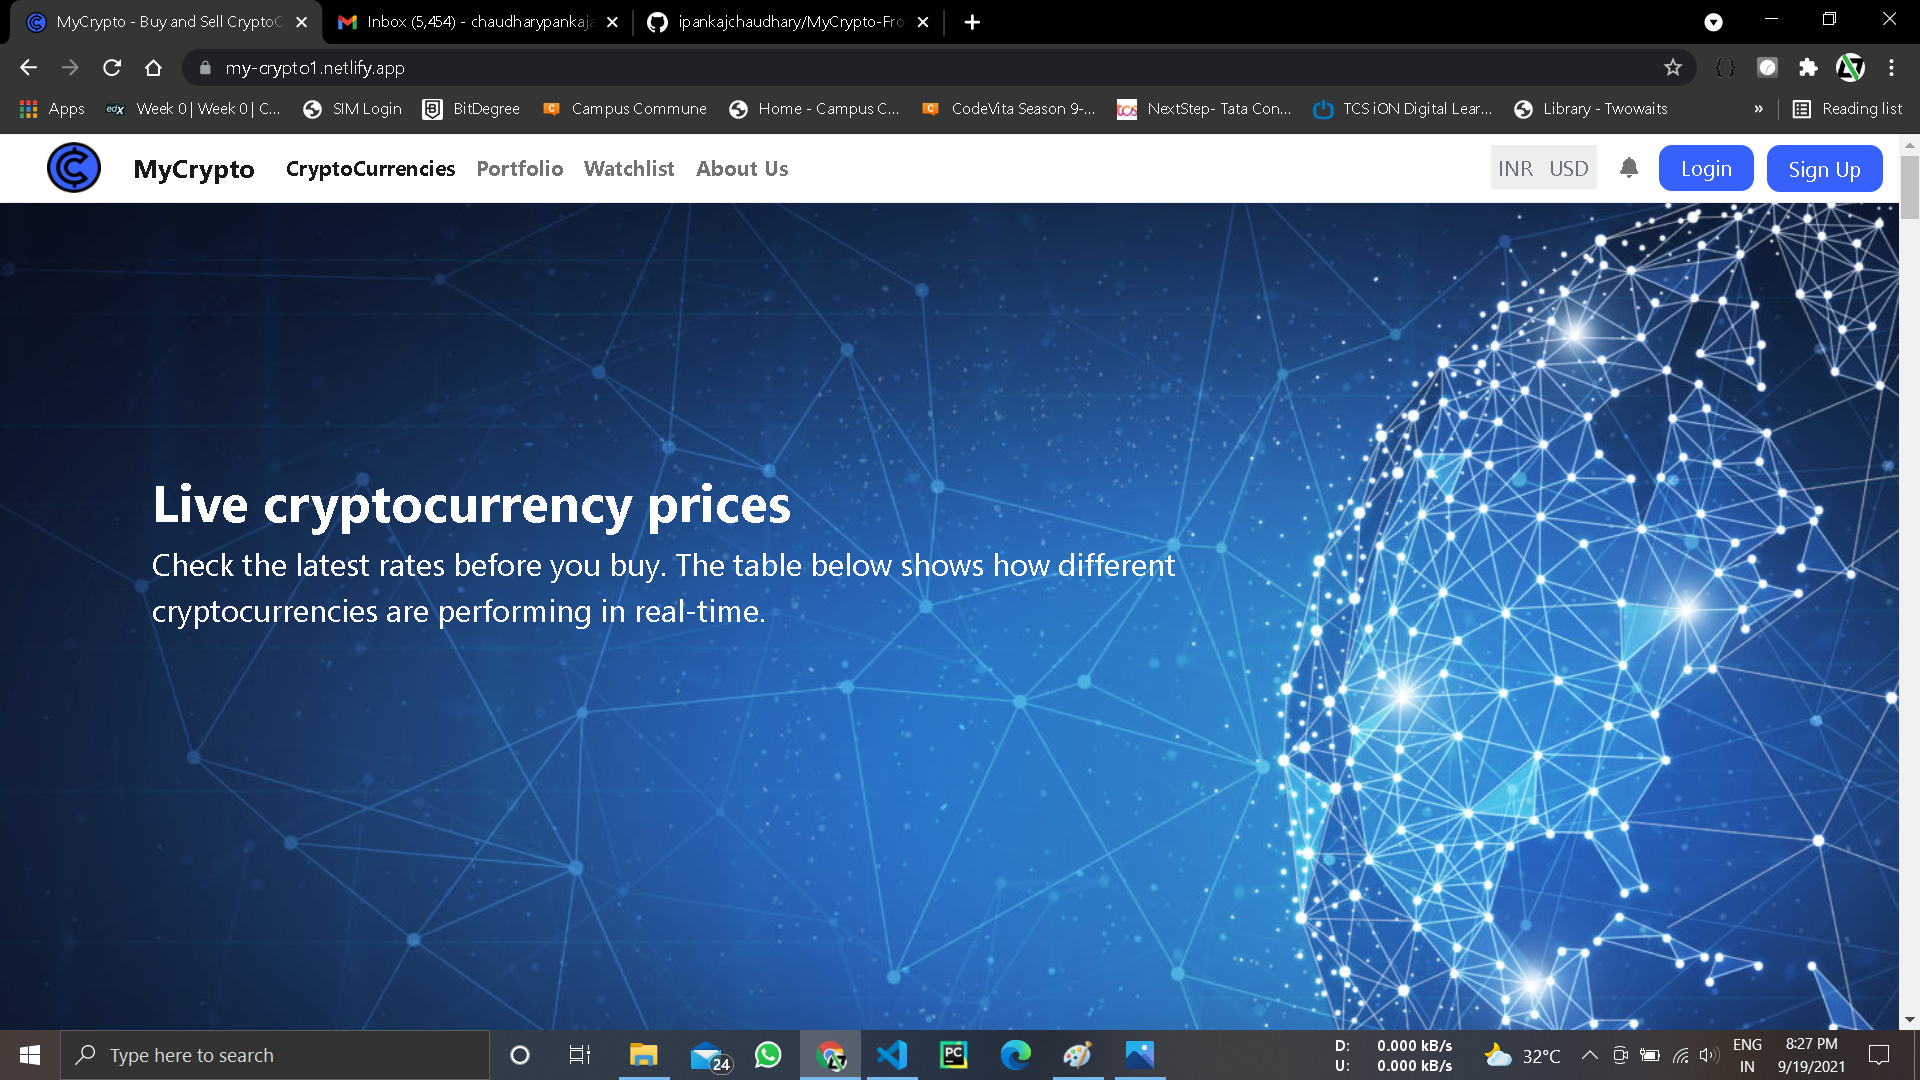 MyCrypto - Buy and Sell CryptoC
Inbox (5,454) - chaudharypankaja
ipankajchaudhary/MyCrypto-Fro
my-crypto1.netlify.app
Apps
edX Week 0 | Week 0 | C...
SIM Login
BitDegree
Campus Commune
Home - Campus C...
CodeVita Season 9-...
tcs NextStep- Tata Con...
TCS iON Digital Lear...
Library - Twowaits
»
Reading list
MyCrypto CryptoCurrencies Portfolio Watchlist About Us
INR USD
Login
Sign Up
Live cryptocurrency prices
Check the latest rates before you buy. The table below shows how different
cryptocurrencies are performing in real-time.
Type here to search
24
PC
D: 0.000 kB/s
U: 0.000 kB/s
32°C
ENG
IN
8:27 PM
9/19/2021